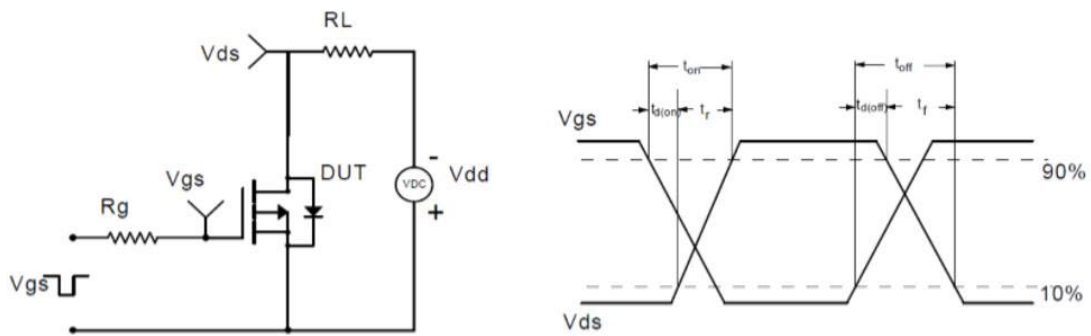 RL
Vds
DUT
Vgs
Rg
Vgs
VDC
-
+
Vdd
ton
td(on)
tr
toff
td(off)
tf
Vgs
90%
10%
Vds